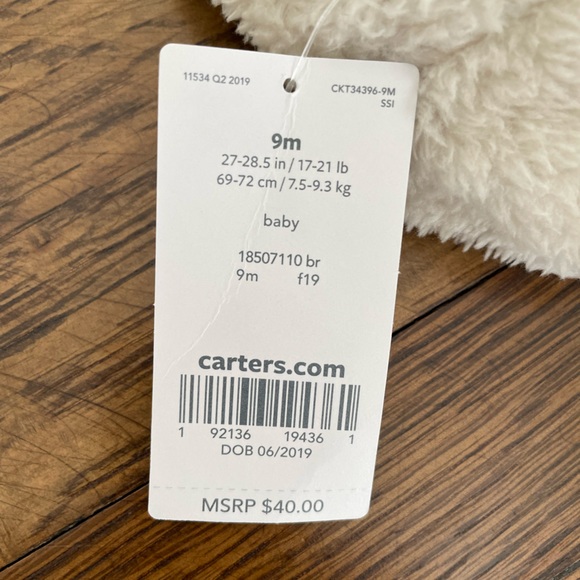 11534 Q2 2019
CKT34396-9M
SSI
9m
27-28.5 in / 17-21 lb
69-72 cm / 7.5-9.3 kg
baby
18507110 br
9m f19
carters.com
1 92136 19436 1
DOB 06/2019
MSRP $40.00